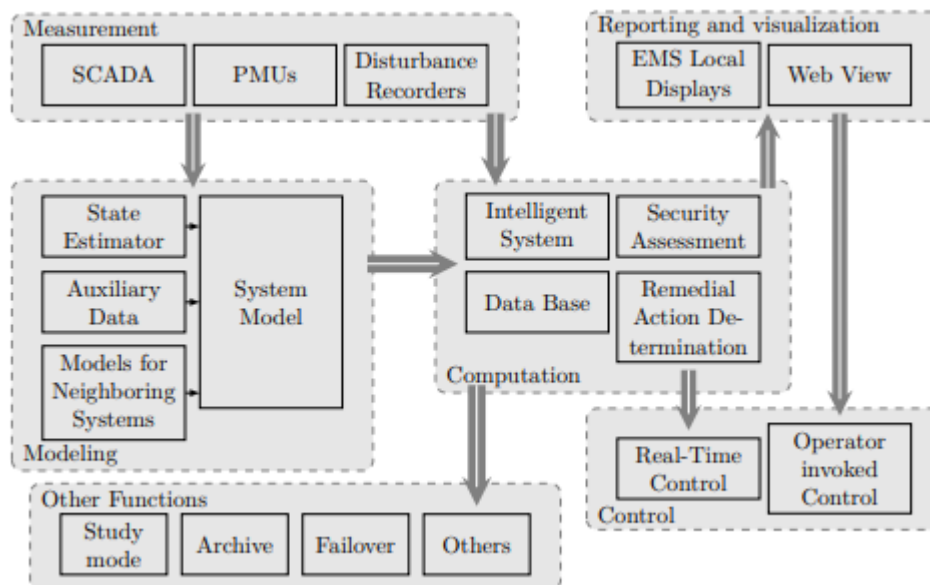 Measurement
SCADA
PMUs
Disturbance
Recorders
Reporting and visualization
EMS Local
Displays
Web View
State
Estimator
Auxiliary
Data
Models for
Neighboring
Systems
System
Model
Modeling
Intelligent
System
Security
Assessment
Data Base
Remedial
Action De-
termination
Computation
Real-Time
Control
Operator
invoked
Control
Control
Other Functions
Study
mode
Archive
Failover
Others